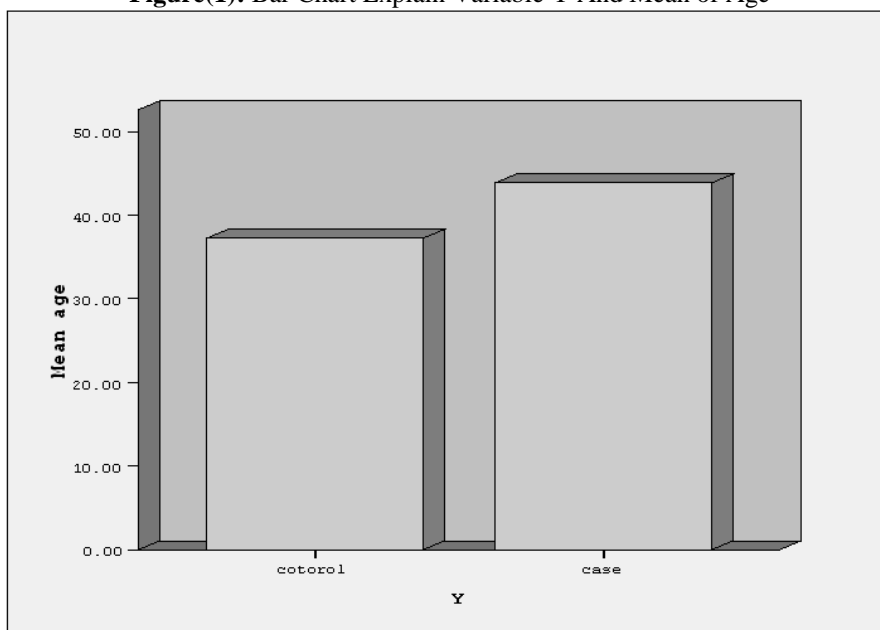 Figure(1): Bar Chart Explain Variable Y And Mean of Age
50.00
40.00
30.00
20.00
10.00
0.00
Mean age
cotorol
case
Y